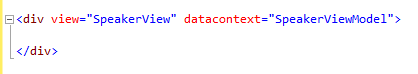 <div view="SpeakerView" datacontext="SpeakerViewModel">
</div>